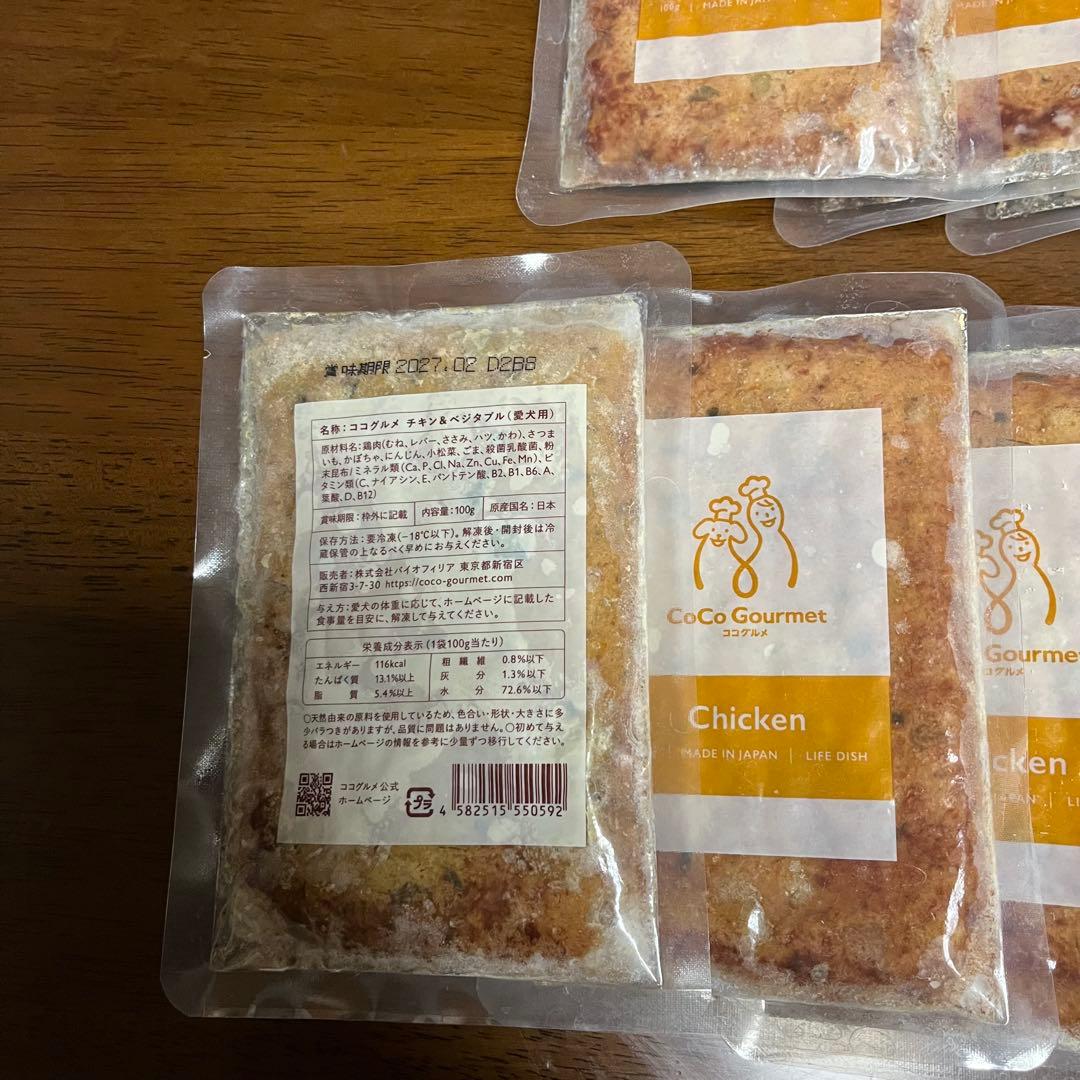 100g | MADE IN JA
MADE IN JA
賞味期限 2027.02 D2B8
名称：ココグルメ チキン&ベジタブル（愛犬用）
原材料名：鶏肉（むね、レバー、ささみ、ハツ、かわ）、さつま
いも、かぼちゃ、にんじん、小松菜、ごま、殺菌乳酸菌、粉
末昆布/ミネラル類（Ca、P、Cl、Na、Zn、Cu、Fe、Mn）、ビ
タミン類（C、ナイアシン、E、パントテン酸、B2、B1、B6、A、
葉酸、D、B12）
賞味期限：枠外に記載 内容量：100g 原産国名：日本
保存方法：要冷凍（−18℃以下）。解凍後・開封後は冷
蔵保管の上なるべく早めにお与えください。
販売者：株式会社バイオフィリア 東京都新宿区
西新宿3-7-30 https://coco-gourmet.com
与え方：愛犬の体重に応じて、ホームページに記載した
食事量を目安に、解凍して与えてください。
栄養成分表示（1袋100g当たり）
エネルギー 116kcal 粗繊維 0.8%以下
たんぱく質 13.1%以上 灰分 1.3%以下
脂質 5.4%以上 水分 72.6%以下
○天然由来の原料を使用しているため、色合い・形状・大きさに多
少バラつきがありますが、品質に問題はありません。○初めて与え
る場合はホームページの情報を参考に少量ずつ移行してください。
ココグルメ公式
ホームページ
プラ
4 582515 550592
CoCo Gourmet
ココグルメ
Chicken
MADE IN JAPAN | LIFE DISH
Gourmet
ココグルメ
cken
JAPAN | LI